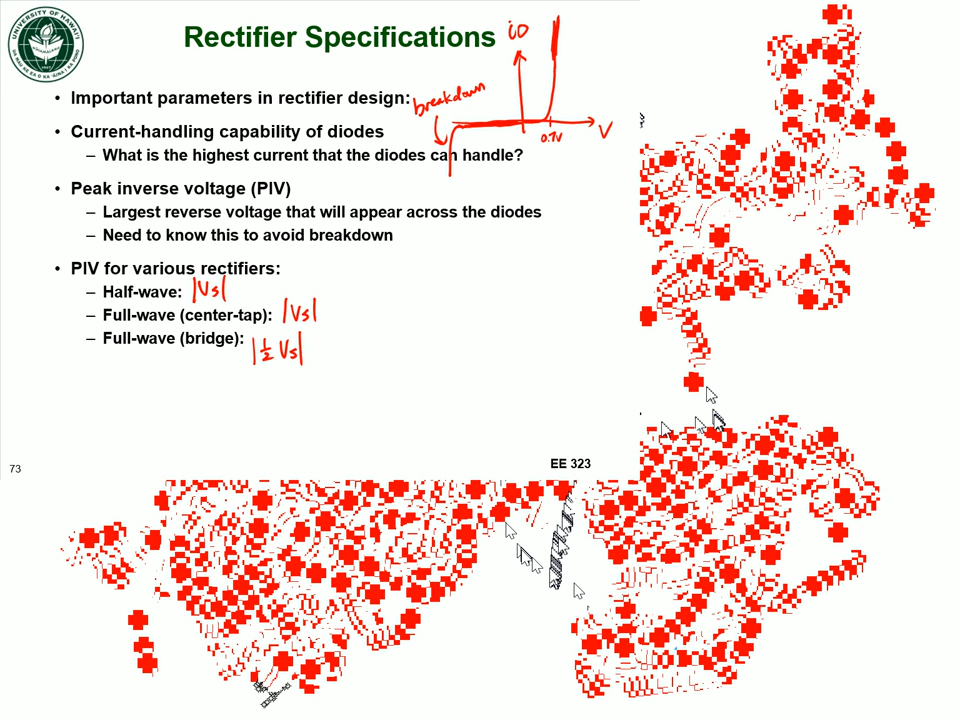 UNIVERSITY OF HAWAI'I
Rectifier Specifications
iD
• Important parameters in rectifier design:
breakdown
• Current-handling capability of diodes
0.7V
V
– What is the highest current that the diodes can handle?
• Peak inverse voltage (PIV)
– Largest reverse voltage that will appear across the diodes
– Need to know this to avoid breakdown
• PIV for various rectifiers:
– Half-wave: |Vs|
– Full-wave (center-tap): |Vs|
– Full-wave (bridge): |½ Vs|
73
EE 323